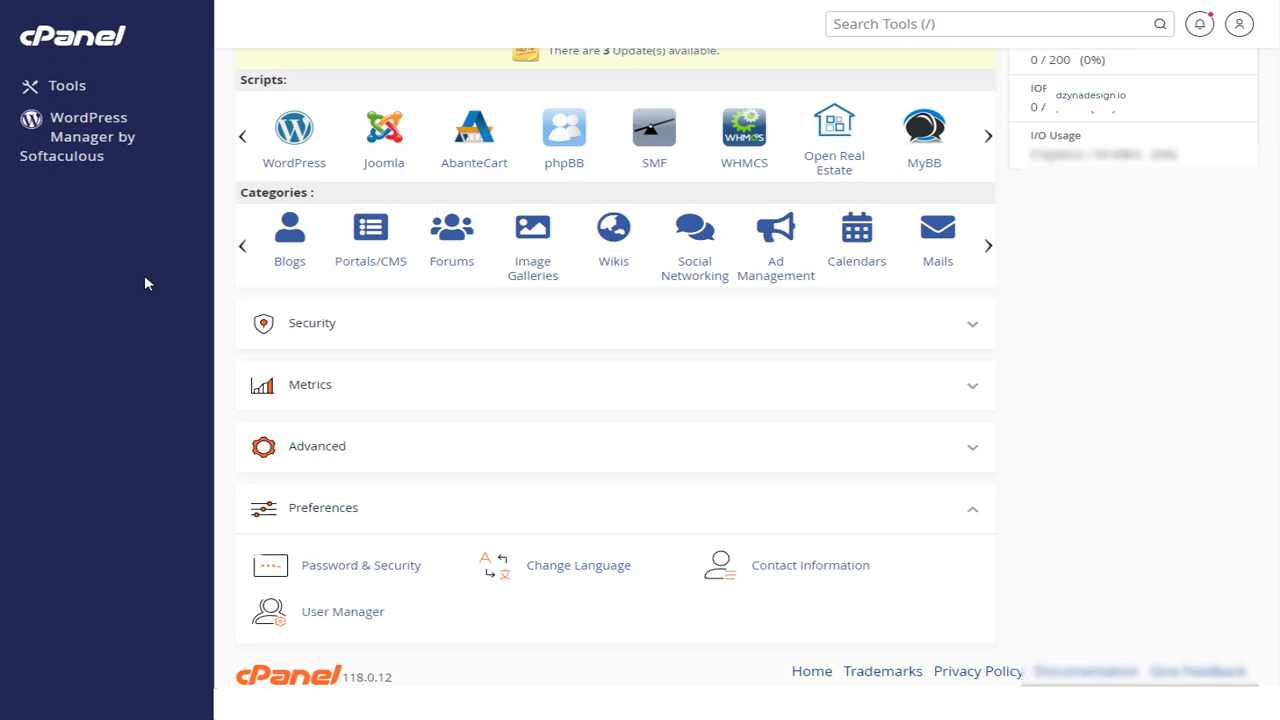 cPanel
Search Tools (/)
Tools
WordPress
Manager by
Softaculous
There are 3 Update(s) available.
0 / 200 (0%)
dzynadesign.io
0 /
I/O Usage
Scripts:
WordPress
Joomla
AbanteCart
phpBB
SMF
WHMCS
WHMCS
Open Real
Estate
MyBB
Categories :
Blogs
Portals/CMS
Forums
Image
Galleries
Wikis
Social
Networking
Ad
Management
Calendars
Mails
Security
Metrics
Advanced
Preferences
Password & Security
Change Language
Contact Information
User Manager
cPanel 118.0.12
Home
Trademarks
Privacy Policy